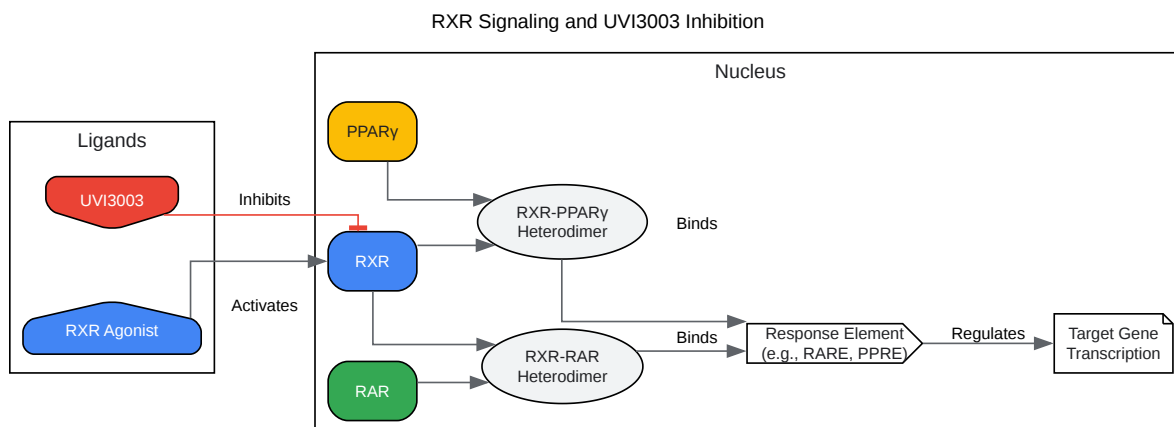 RXR Signaling and UVI3003 Inhibition
Nucleus
Ligands
PPARγ
UVI3003
Inhibits
RXR-PPARγ
Heterodimer
Binds
RXR
Activates
RXR Agonist
RXR-RAR
Heterodimer
Binds
Response Element
(e.g., RARE, PPRE)
Regulates
Target Gene
Transcription
RAR